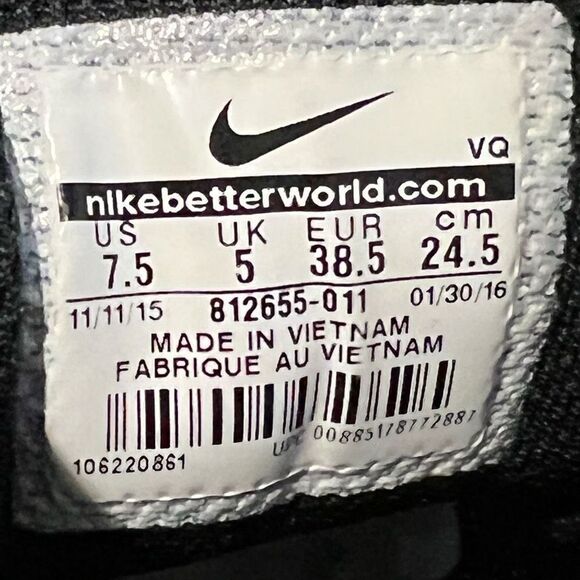 VQ
nikebetterworld.com
US UK EUR cm
7.5 5 38.5 24.5
11/11/15 812655-011 01/30/16
MADE IN VIETNAM
FABRIQUE AU VIETNAM
UPC 00885178772887
106220861